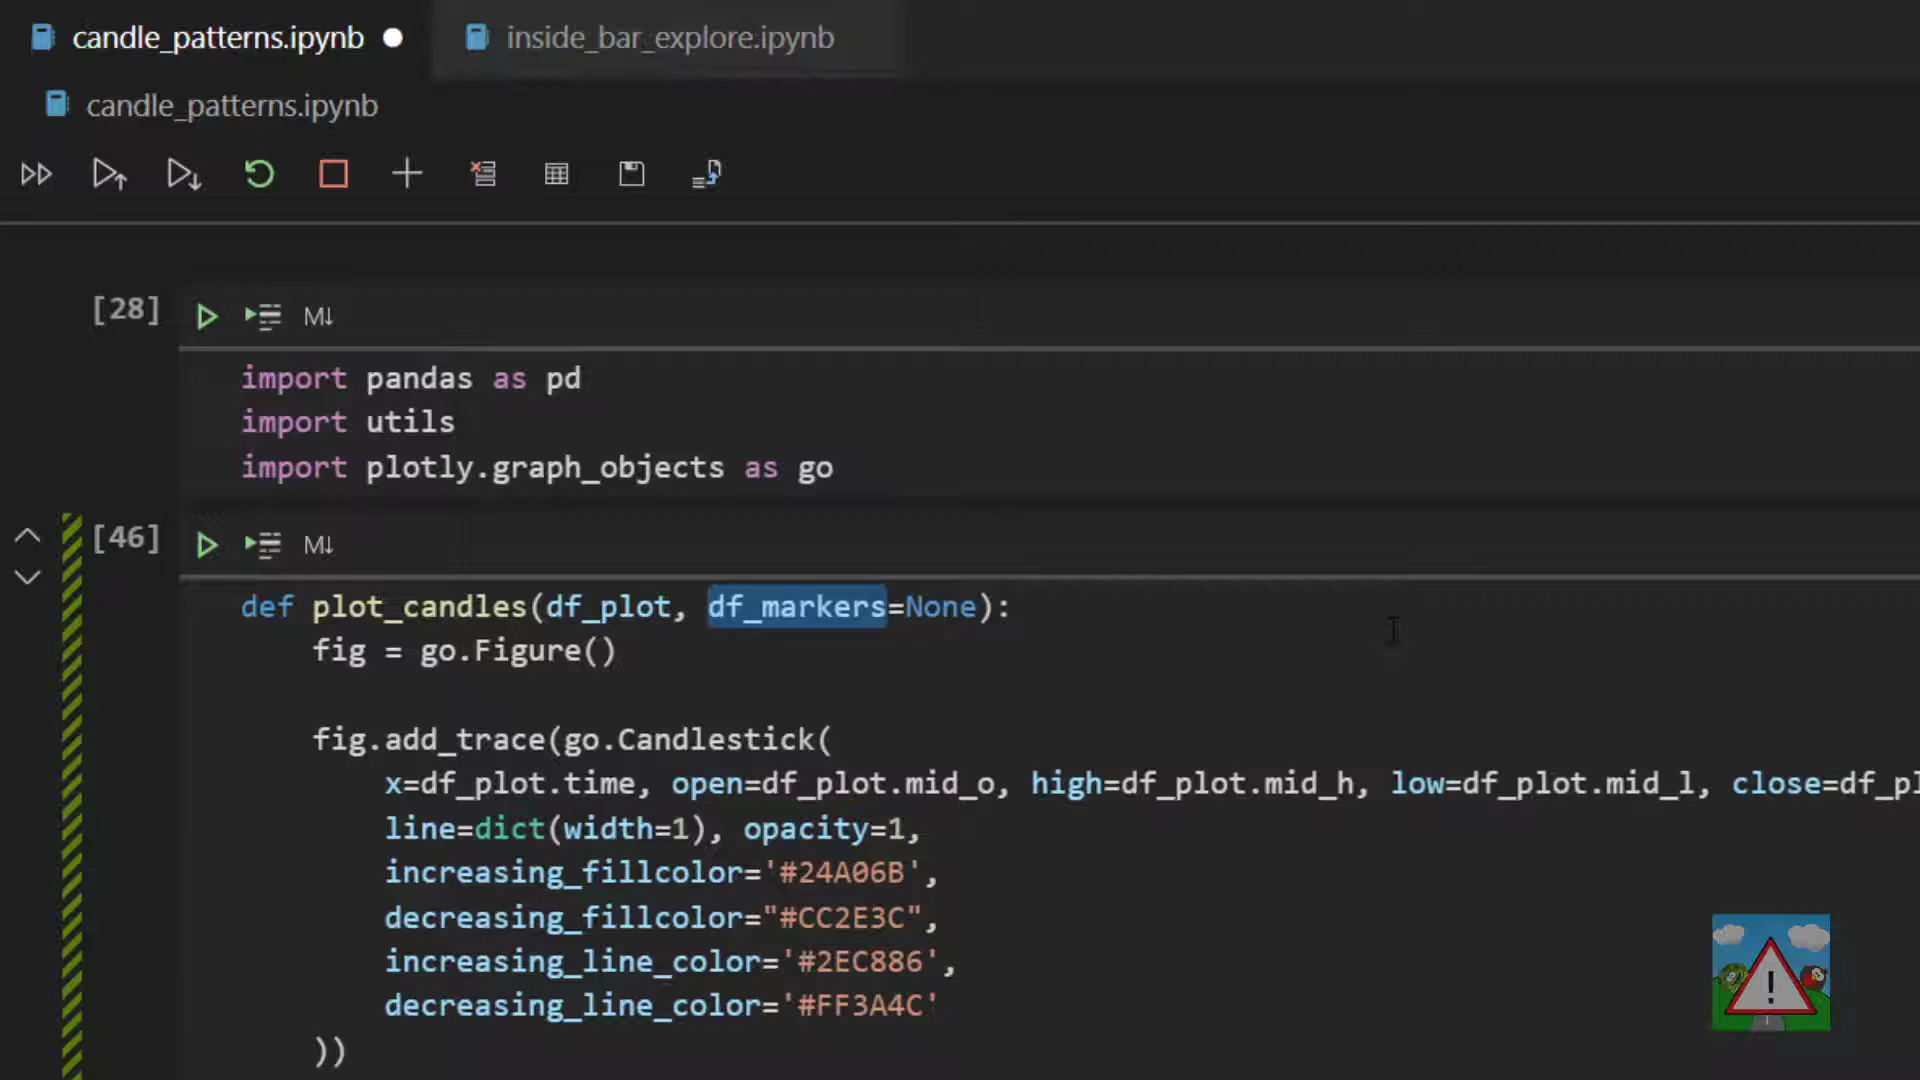 candle_patterns.ipynb
inside_bar_explore.ipynb
candle_patterns.ipynb
[28]
M↓
import pandas as pd
import utils
import plotly.graph_objects as go
[46]
M↓
def plot_candles(df_plot, df_markers=None):
fig = go.Figure()
fig.add_trace(go.Candlestick(
x=df_plot.time, open=df_plot.mid_o, high=df_plot.mid_h, low=df_plot.mid_l, close=df_pl
line=dict(width=1), opacity=1,
increasing_fillcolor='#24A06B',
decreasing_fillcolor="#CC2E3C",
increasing_line_color='#2EC886',
decreasing_line_color='#FF3A4C'
))
!